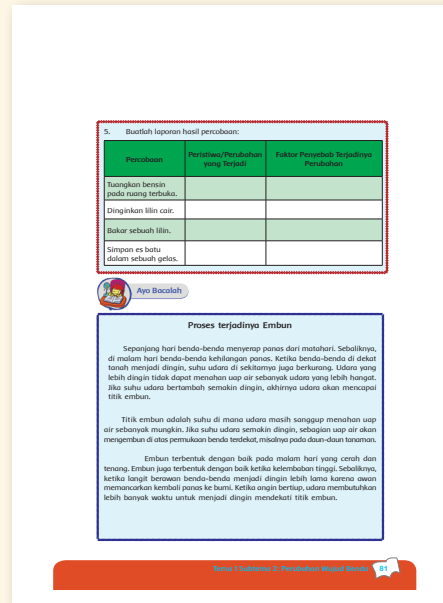 5. Buatlah laporan hasil percobaan:
Percobaan
Peristiwa/Perubahan
yang Terjadi
Faktor Penyebab Terjadinya
Perubahan
Tuangkan bensin
pada ruang terbuka.
Dinginkan lilin cair.
Bakar sebuah lilin.
Simpan es batu
dalam sebuah gelas.
Ayo Bacalah
Proses terjadinya Embun
Sepanjang hari benda-benda menyerap panas dari matahari. Sebaliknya,
di malam hari benda-benda kehilangan panas. Ketika benda-benda di dekat
tanah menjadi dingin, suhu udara di sekitarnya juga berkurang. Udara yang
lebih dingin tidak dapat menahan uap air sebanyak udara yang lebih hangat.
Jika suhu udara bertambah semakin dingin, akhirnya udara akan mencapai
titik embun.
Titik embun adalah suhu di mana udara masih sanggup menahan uap
air sebanyak mungkin. Jika suhu udara semakin dingin, sebagian uap air akan
mengembun di atas permukaan benda terdekat, misalnya pada daun-daun tanaman.
Embun terbentuk dengan baik pada malam hari yang cerah dan
tenang. Embun juga terbentuk dengan baik ketika kelembaban tinggi. Sebaliknya,
ketika langit berawan benda-benda menjadi dingin lebih lama karena awan
memancarkan kembali panas ke bumi. Ketika angin bertiup, udara membutuhkan
lebih banyak waktu untuk menjadi dingin mendekati titik embun.
Tema 1 Subtema 2: Perubahan Wujud Benda 81